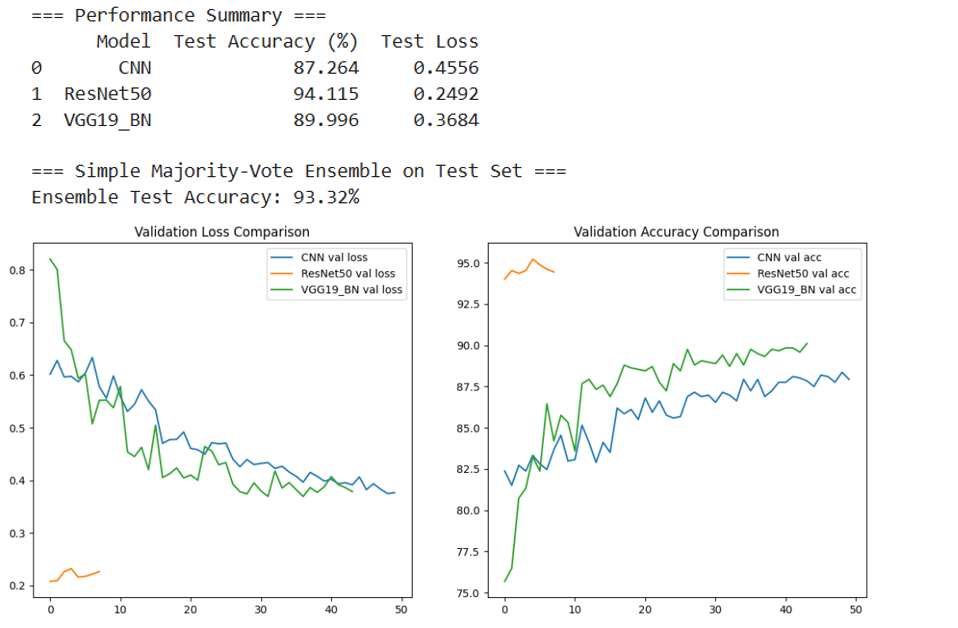 === Performance Summary ===
Model Test Accuracy (%) Test Loss
0 CNN 87.264 0.4556
1 ResNet50 94.115 0.2492
2 VGG19_BN 89.996 0.3684
=== Simple Majority-Vote Ensemble on Test Set ===
Ensemble Test Accuracy: 93.32%
Validation Loss Comparison
CNN val loss
ResNet50 val loss
VGG19_BN val loss
0.8
0.7
0.6
0.5
0.4
0.3
0.2
0 10 20 30 40 50
Validation Accuracy Comparison
CNN val acc
ResNet50 val acc
VGG19_BN val acc
95.0
92.5
90.0
87.5
85.0
82.5
80.0
77.5
75.0
0 10 20 30 40 50